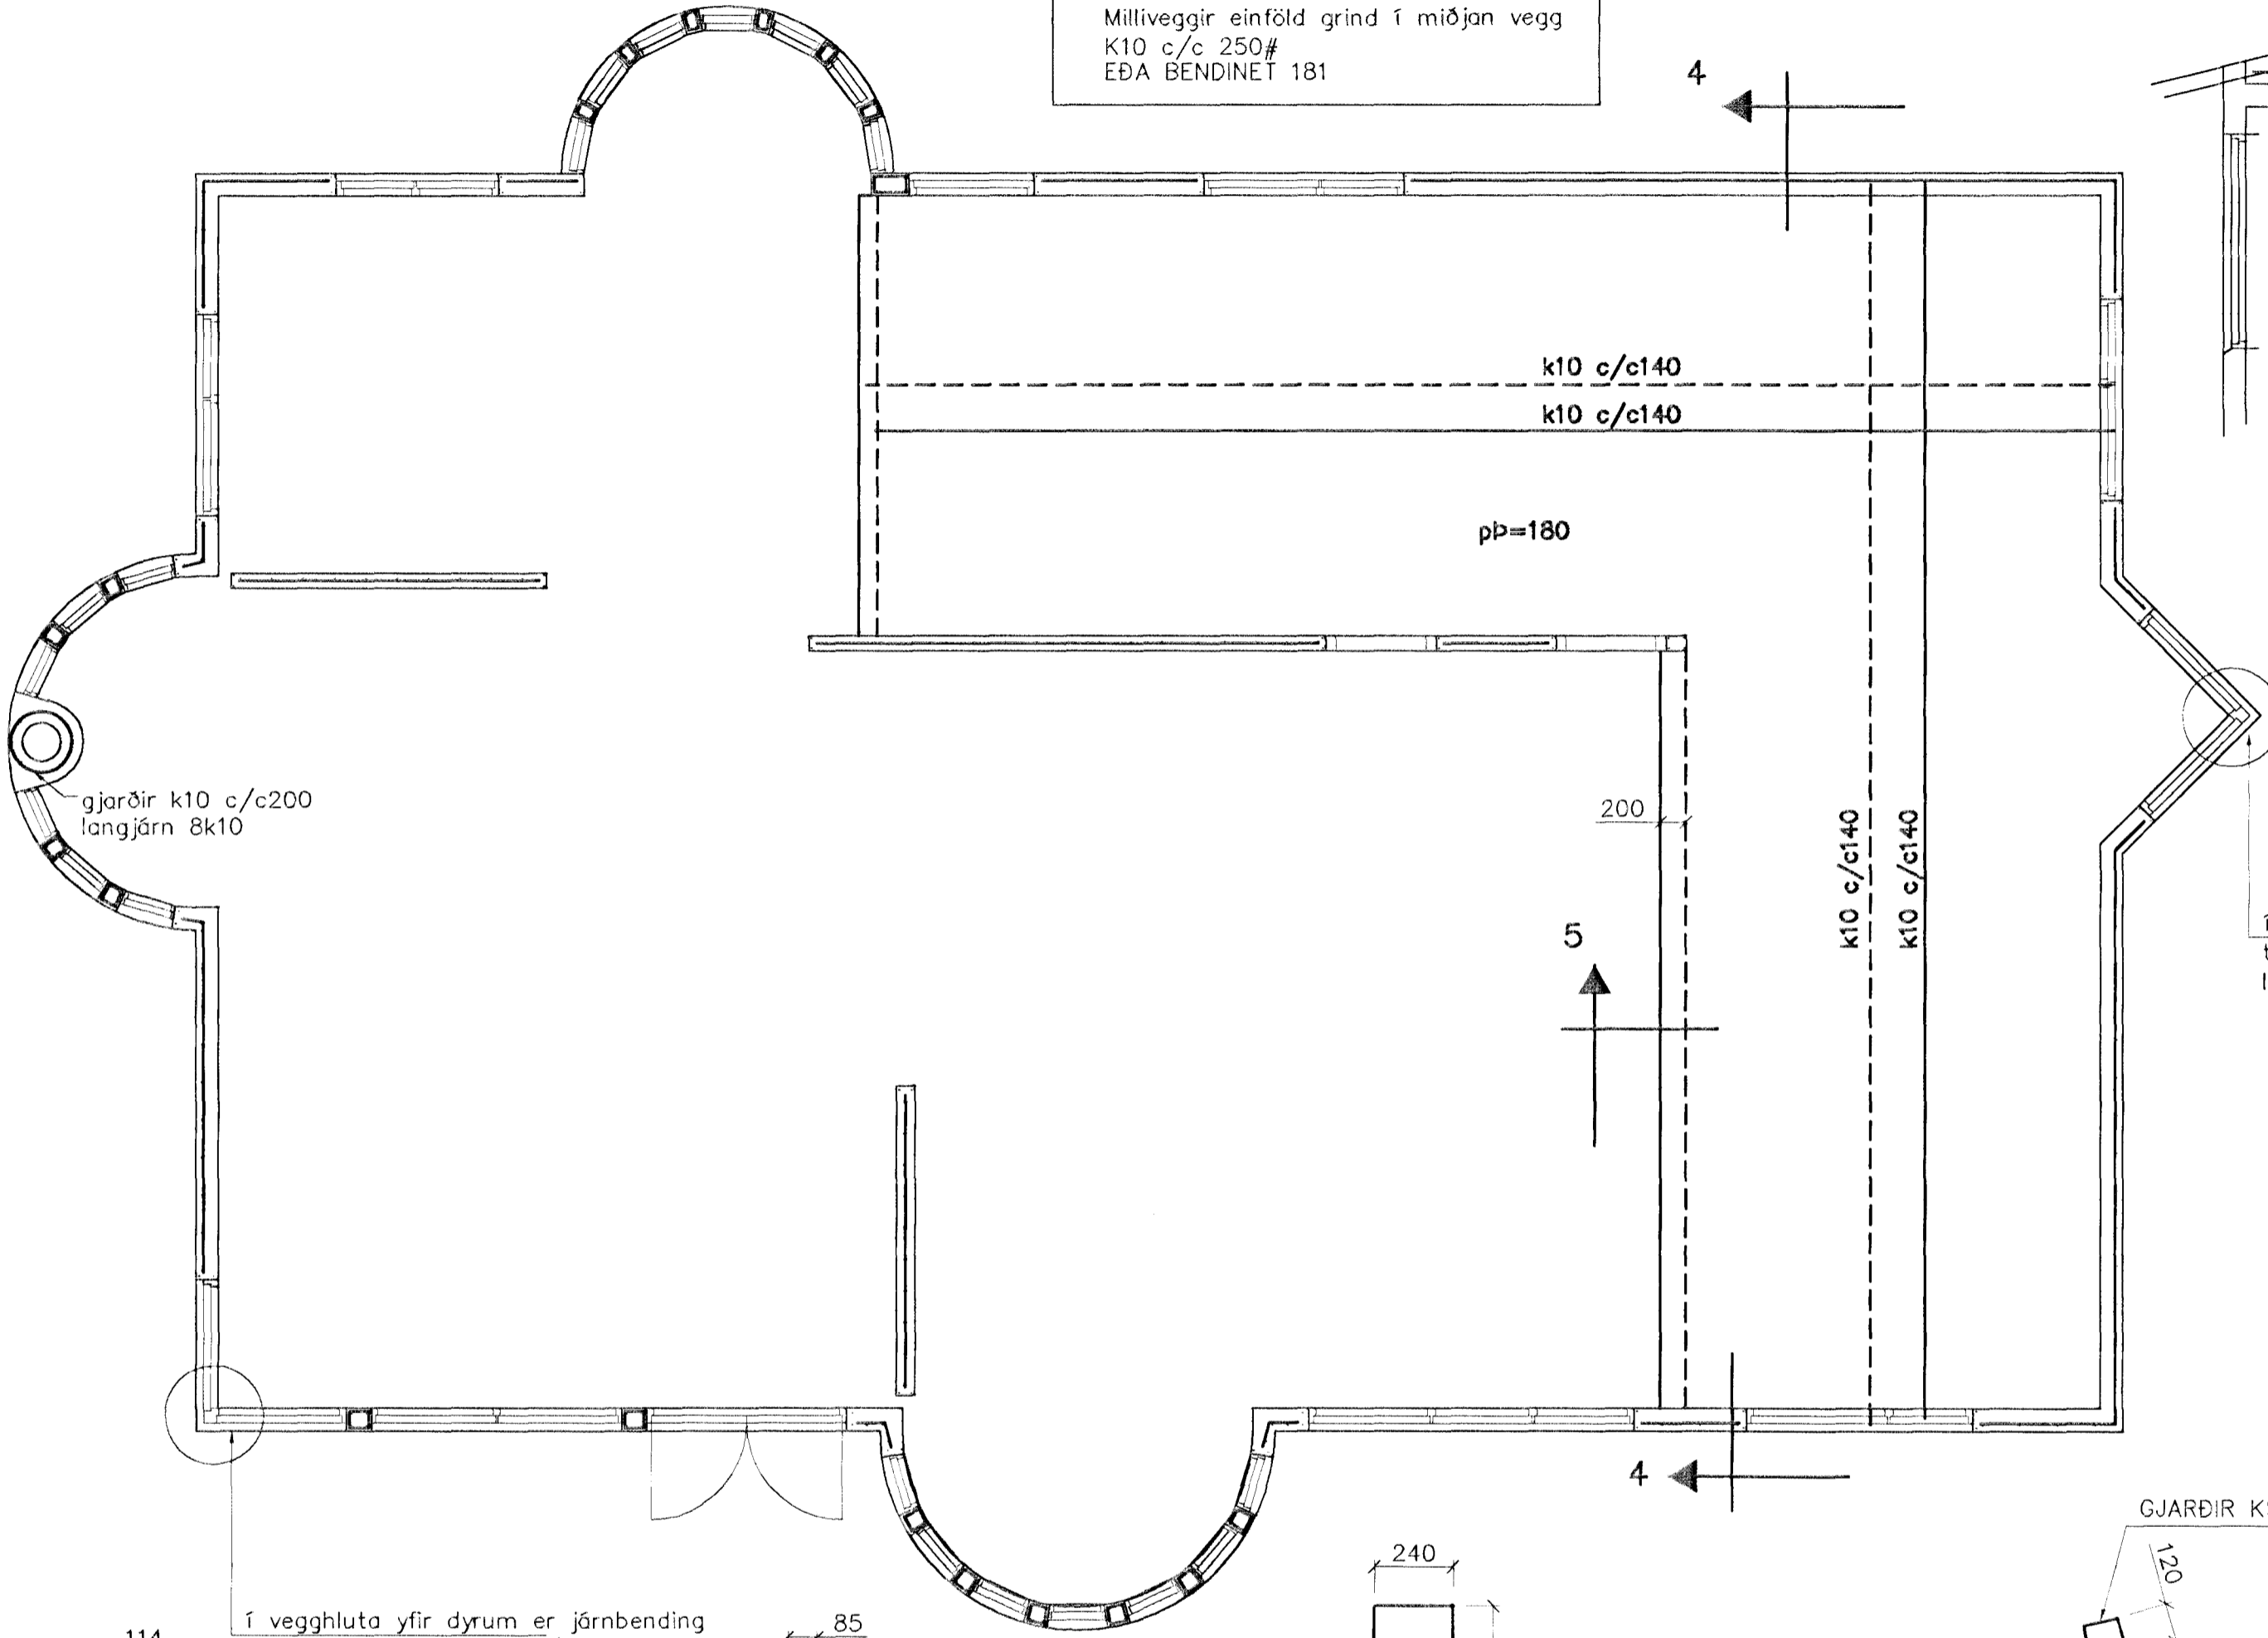 Milliveggir einföld grind í miðjan vegg
K10 c/c 250#
EÐA BENDINET 181
4
k10 c/c140
k10 c/c140
pÞ=180
gjarðir k10 c/c200
langjárn 8k10
200
k10 c/c140
k10 c/c140
5
4
GJARÐIR
240
120
í vegghluta yfir dyrum er járnbending
85
114